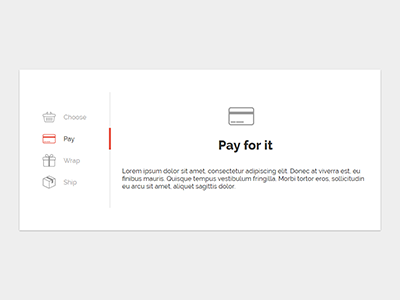 Choose
Pay
Wrap
Ship
Pay for it
Lorem ipsum dolor sit amet, consectetur adipiscing elit. Donec at viverra est, eu
finibus mauris. Quisque tempus vestibulum fringilla. Morbi tortor eros, sollicitudin
eu arcu sit amet, aliquet sagittis dolor.